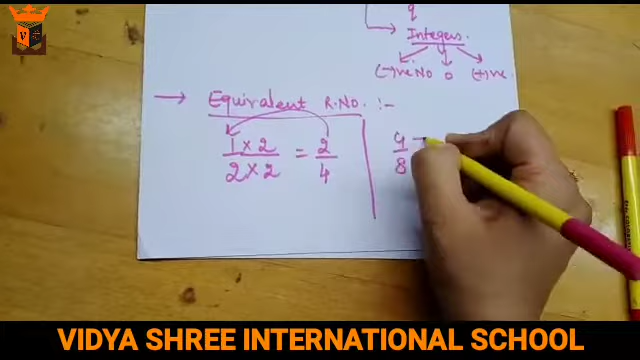 q
→ Integers.
(-)ve No 0 (+)ve.
→ Equivalent R.No. :-
1 × 2 / 2 × 2 = 2 / 4
4 / 8
VIDYA SHREE INTERNATIONAL SCHOOL